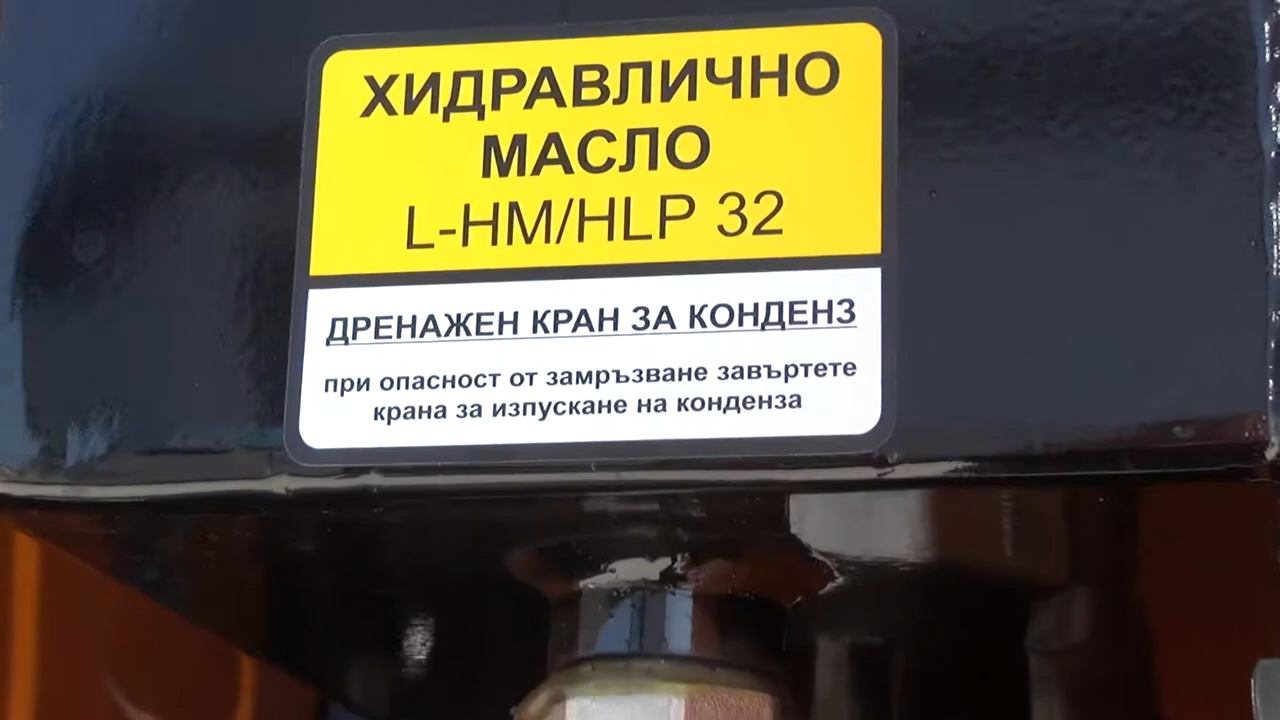 ХИДРАВЛИЧНО
МАСЛО
L-HM/HLP 32
ДРЕНАЖЕН КРАН ЗА КОНДЕНЗ
при опасност от замръзване завъртете
крана за изпускане на конденза